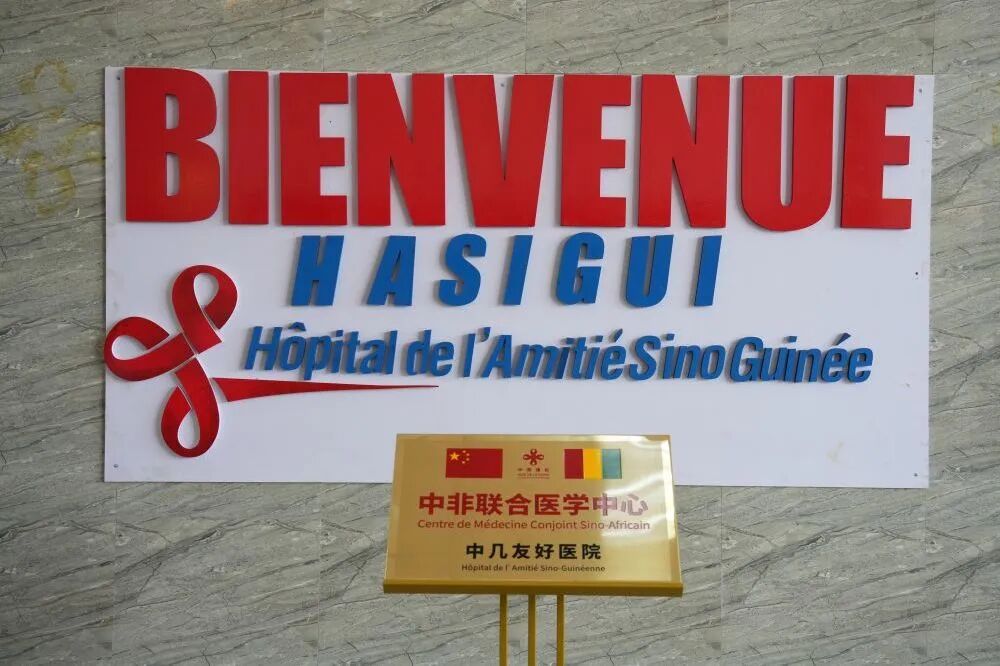 BIENVENUE
HASIGUI
Hôpital de l'Amitié Sino Guinée
中非联合医学中心
Centre de Médecine Conjoint Sino-Africain
中几友好医院
Hôpital de l' Amitié Sino-Guinéenne